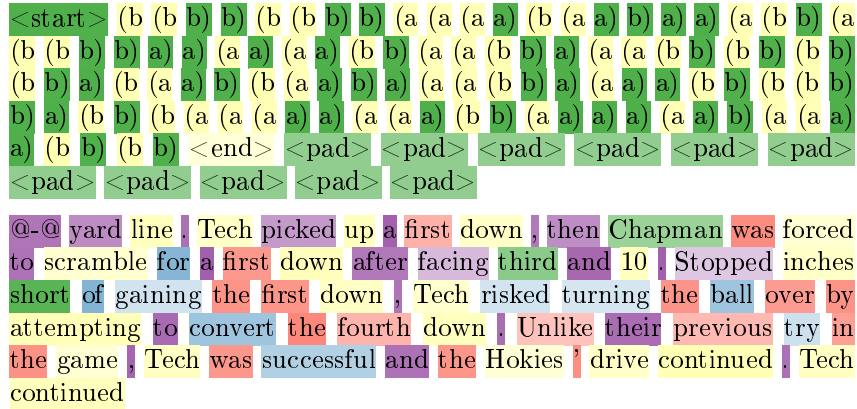 <start> (b (b b) b) (b (b b) b) (a (a (a a) (b (a a) b) a) a) (a (b b) (a
(b (b b) b) a) a) (a a) (a a) (b b) (a a) b) a) (a (a (b b) (b b) (b
(b b) a) (b (a a) b) (b (a a) b) a) (a (a (b b) a) (a a) a) (b b) (b (b b)
b) a) (b b) (b (a (a (a a) a) (a (a a) (b b) (a a) a) a) a) (a a) b) (a (a a)
a) (b b) (b b) <end> <pad> <pad> <pad> <pad> <pad> <pad>
<pad> <pad> <pad> <pad> <pad>
@-@ yard line . Tech picked up a first down , then Chapman was forced
to scramble for a first down after facing third and 10 . Stopped inches
short of gaining the first down , Tech risked turning the ball over by
attempting to convert the fourth down . Unlike their previous try in
the game , Tech was successful and the Hokies ' drive continued . Tech
continued